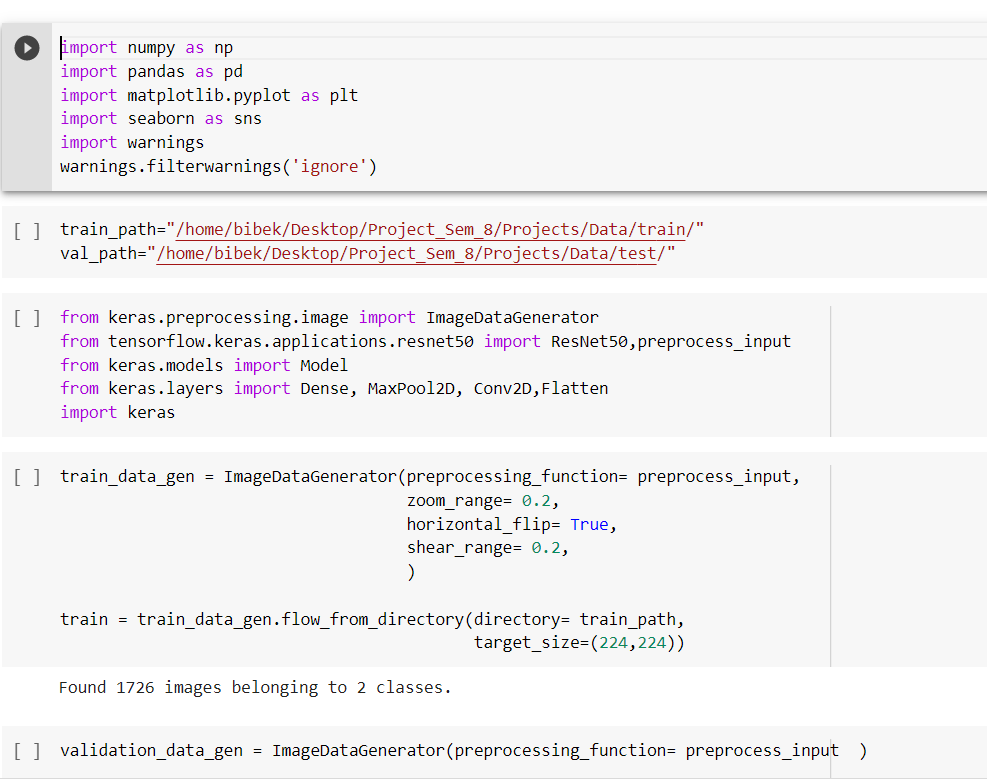 import numpy as np
import pandas as pd
import matplotlib.pyplot as plt
import seaborn as sns
import warnings
warnings.filterwarnings('ignore')
[ ] train_path="/home/bibek/Desktop/Project_Sem_8/Projects/Data/train/"
val_path="/home/bibek/Desktop/Project_Sem_8/Projects/Data/test/"
[ ] from keras.preprocessing.image import ImageDataGenerator
from tensorflow.keras.applications.resnet50 import ResNet50,preprocess_input
from keras.models import Model
from keras.layers import Dense, MaxPool2D, Conv2D,Flatten
import keras
[ ] train_data_gen = ImageDataGenerator(preprocessing_function= preprocess_input,
zoom_range= 0.2,
horizontal_flip= True,
shear_range= 0.2,
)
train = train_data_gen.flow_from_directory(directory= train_path,
target_size=(224,224))
Found 1726 images belonging to 2 classes.
[ ] validation_data_gen = ImageDataGenerator(preprocessing_function= preprocess_input  )